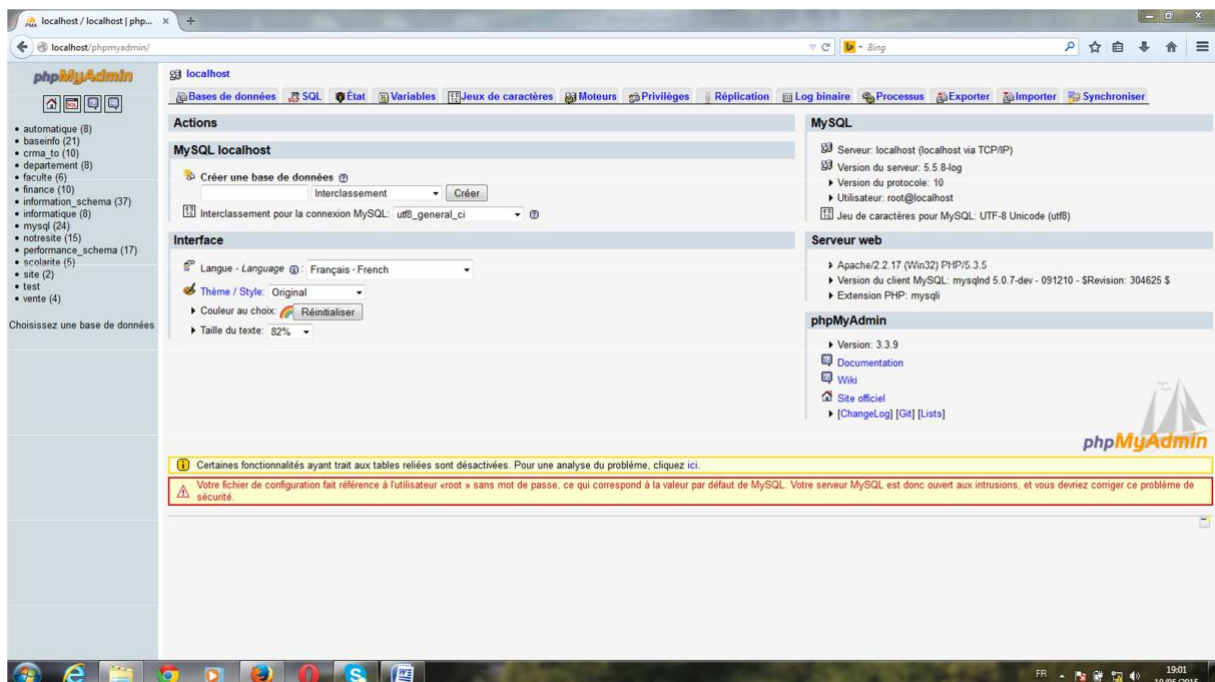 localhost / localhost | php...
localhost/phpmyadmin/
Bing
phpMyAdmin
automatique (8)
baseinfo (21)
crma_to (10)
departement (8)
faculte (6)
finance (10)
information_schema (37)
informatique (8)
mysql (24)
notresite (15)
performance_schema (17)
scolarite (5)
site (2)
test
vente (4)
Choisissez une base de données
localhost
Bases de données SQL État Variables Jeux de caractères Moteurs Privilèges Réplication Log binaire Processus Exporter Importer Synchroniser
Actions
MySQL localhost
Créer une base de données
Interclassement Créer
Interclassement pour la connexion MySQL: utf8_general_ci
Interface
Langue - Language : Français - French
Thème / Style: Original
Couleur au choix: Réinitialiser
Taille du texte: 82%
MySQL
Serveur: localhost (localhost via TCP/IP)
Version du serveur: 5.5.8-log
Version du protocole: 10
Utilisateur: root@localhost
Jeu de caractères pour MySQL: UTF-8 Unicode (utf8)
Serveur web
Apache/2.2.17 (Win32) PHP/5.3.5
Version du client MySQL: mysqlnd 5.0.7-dev - 091210 - $Revision: 304625 $
Extension PHP: mysqli
phpMyAdmin
Version: 3.3.9
Documentation
Wiki
Site officiel
[ChangeLog] [Git] [Lists]
phpMyAdmin
Certaines fonctionnalités ayant trait aux tables reliées sont désactivées. Pour une analyse du problème, cliquez ici.
Votre fichier de configuration fait référence à l'utilisateur «root » sans mot de passe, ce qui correspond à la valeur par défaut de MySQL. Votre serveur MySQL est donc ouvert aux intrusions, et vous devriez corriger ce problème de
sécurité.
FR
19:01